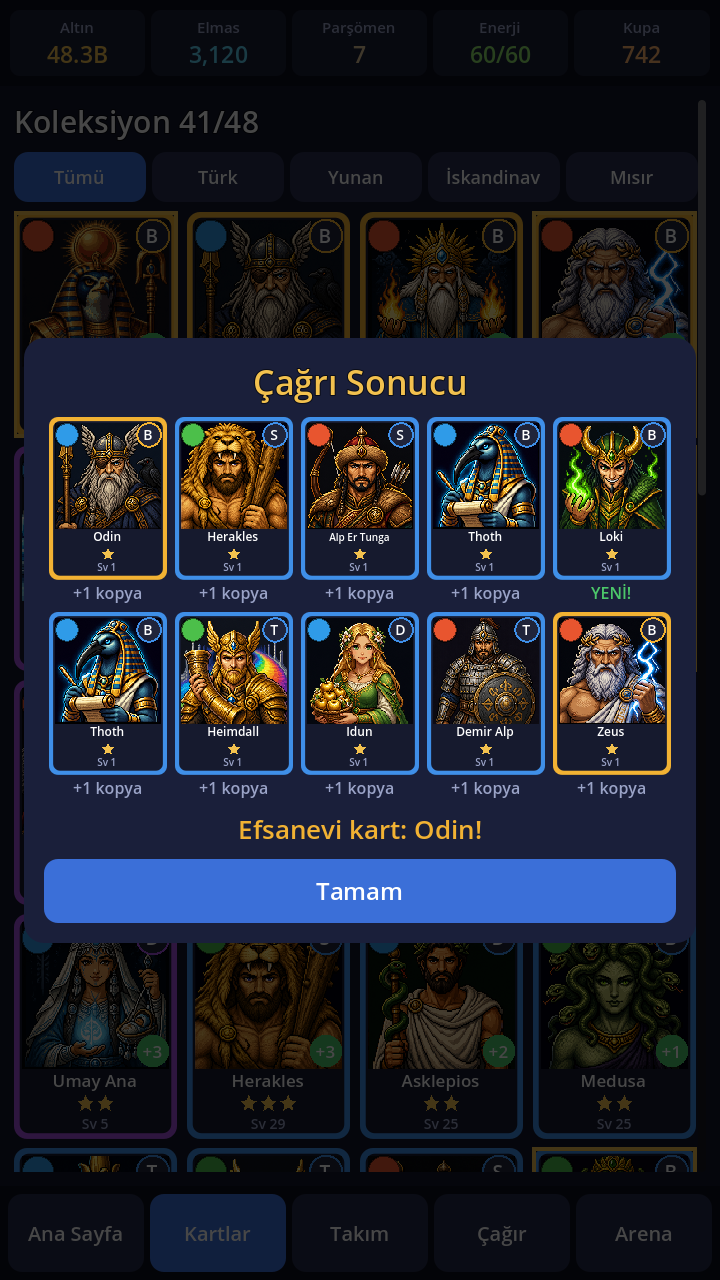 Altın Elmas Parşömen Enerji Kupa
48.3B 3,120 7 60/60 742
Koleksiyon 41/48
Tümü Türk Yunan İskandinav Mısır
B B B B
Çağrı Sonucu
B S S B B
Odin Herakles Alp Er Tunga Thoth Loki
Sv 1 Sv 1 Sv 1 Sv 1 Sv 1
+1 kopya +1 kopya +1 kopya +1 kopya YENİ!
B T D T B
Thoth Heimdall Idun Demir Alp Zeus
Sv 1 Sv 1 Sv 1 Sv 1 Sv 1
+1 kopya +1 kopya +1 kopya +1 kopya +1 kopya
Efsanevi kart: Odin!
Tamam
+3 +3 +2 +1
Umay Ana Herakles Asklepios Medusa
Sv 5 Sv 29 Sv 25 Sv 25
T T S B
Ana Sayfa Kartlar Takım Çağır Arena